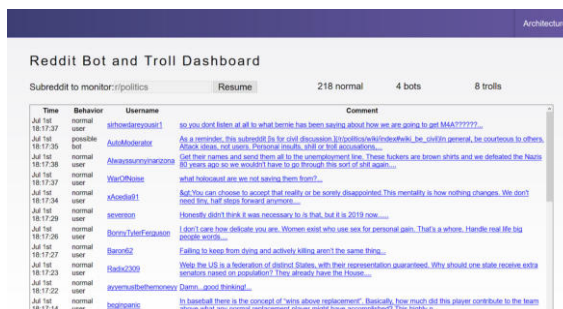 Architecture
Reddit Bot and Troll Dashboard
Subreddit to monitor: r/politics Resume 218 normal 4 bots 8 trolls
Time Behavior Username Comment
Jul 1st 18:17:37 normal user sirhowdareyousir1 so you dont listen at all to what bernie has been saying about how we are going to get M4A??????...
Jul 1st 18:17:35 possible bot AutoModerator As a reminder, this subreddit [is for civil discussion.](/r/politics/wiki/index#wiki_be_civil)In general, be courteous to others.
Attack ideas, not users. Personal insults, shill or troll accusations,...
Jul 1st 18:17:38 normal user Alwayssunnyinarizona Get their names and send them all to the unemployment line. These fuckers are brown shirts and we defeated the Nazis
80 years ago so we wouldn't have to go through this sort of shit again....
Jul 1st 18:17:37 normal user WarOfNoise what holocaust are we not saving them from?...
Jul 1st 18:17:34 normal user xAcedia91 &gt;You can choose to accept that reality or be sorely disappointed.This mentality is how nothing changes. We don't
need tiny, half steps forward anymore....
Jul 1st 18:17:29 normal user severeon Honestly didn't think it was necessary to /s that, but it is 2019 now......
Jul 1st 18:17:26 normal user BonnyTylerFerguson I don't care how delicate you are. Women exist who use sex for personal gain. That's a whore. Handle real life big
people words....
Jul 1st 18:17:27 normal user Baron62 Failing to keep from dying and actively killing aren't the same thing...
Jul 1st 18:17:23 normal user Radix2309 Welp the US is a federation of distinct States, with their representation guaranteed. Why should one state receive extra
senators based on population? They already have the House....
Jul 1st 18:17:22 normal user ayvemustbethemoneyy Damn...good thinking!...
Jul 1st 18:17:14 normal user beginpanic In baseball there is the concept of "wins above replacement". Basically, how much did this player contribute to the team